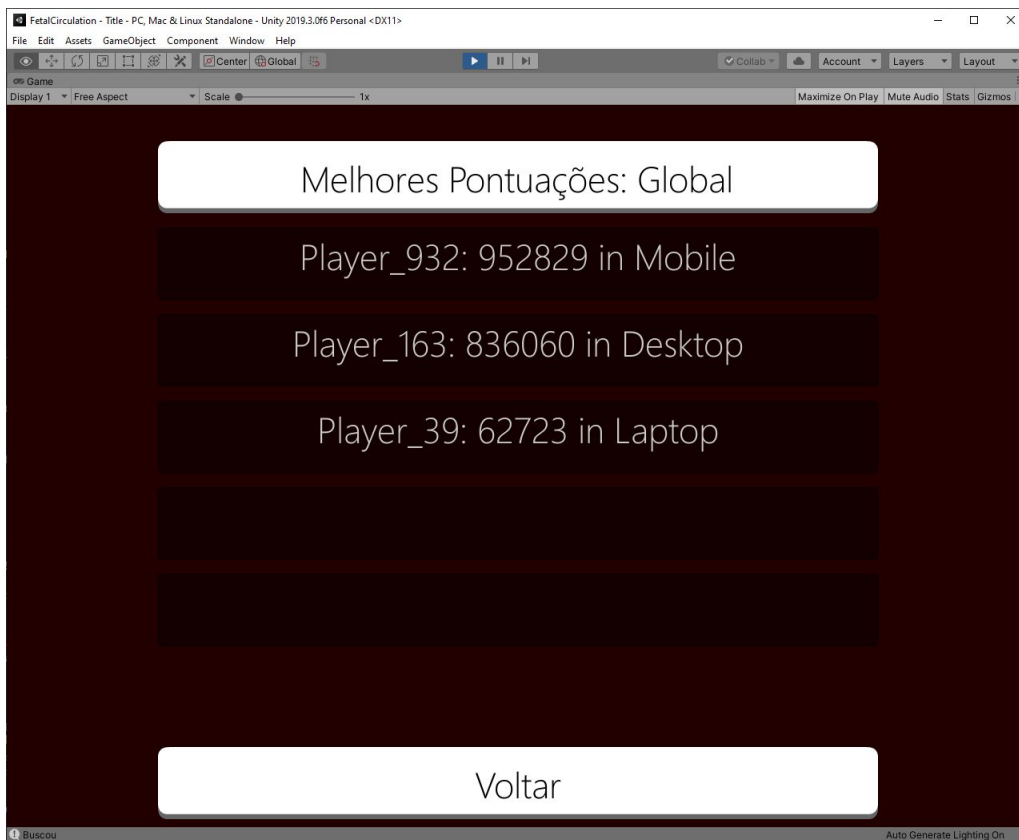 FetalCirculation - Title - PC, Mac & Linux Standalone - Unity 2019.3.0f6 Personal <DX11>
File Edit Assets GameObject Component Window Help
Center Global Collab Account Layers Layout
Game
Display 1 Free Aspect Scale 1x Maximize On Play Mute Audio Stats Gizmos
Melhores Pontuações: Global
Player_932: 952829 in Mobile
Player_163: 836060 in Desktop
Player_39: 62723 in Laptop
Voltar
Buscou Auto Generate Lighting On